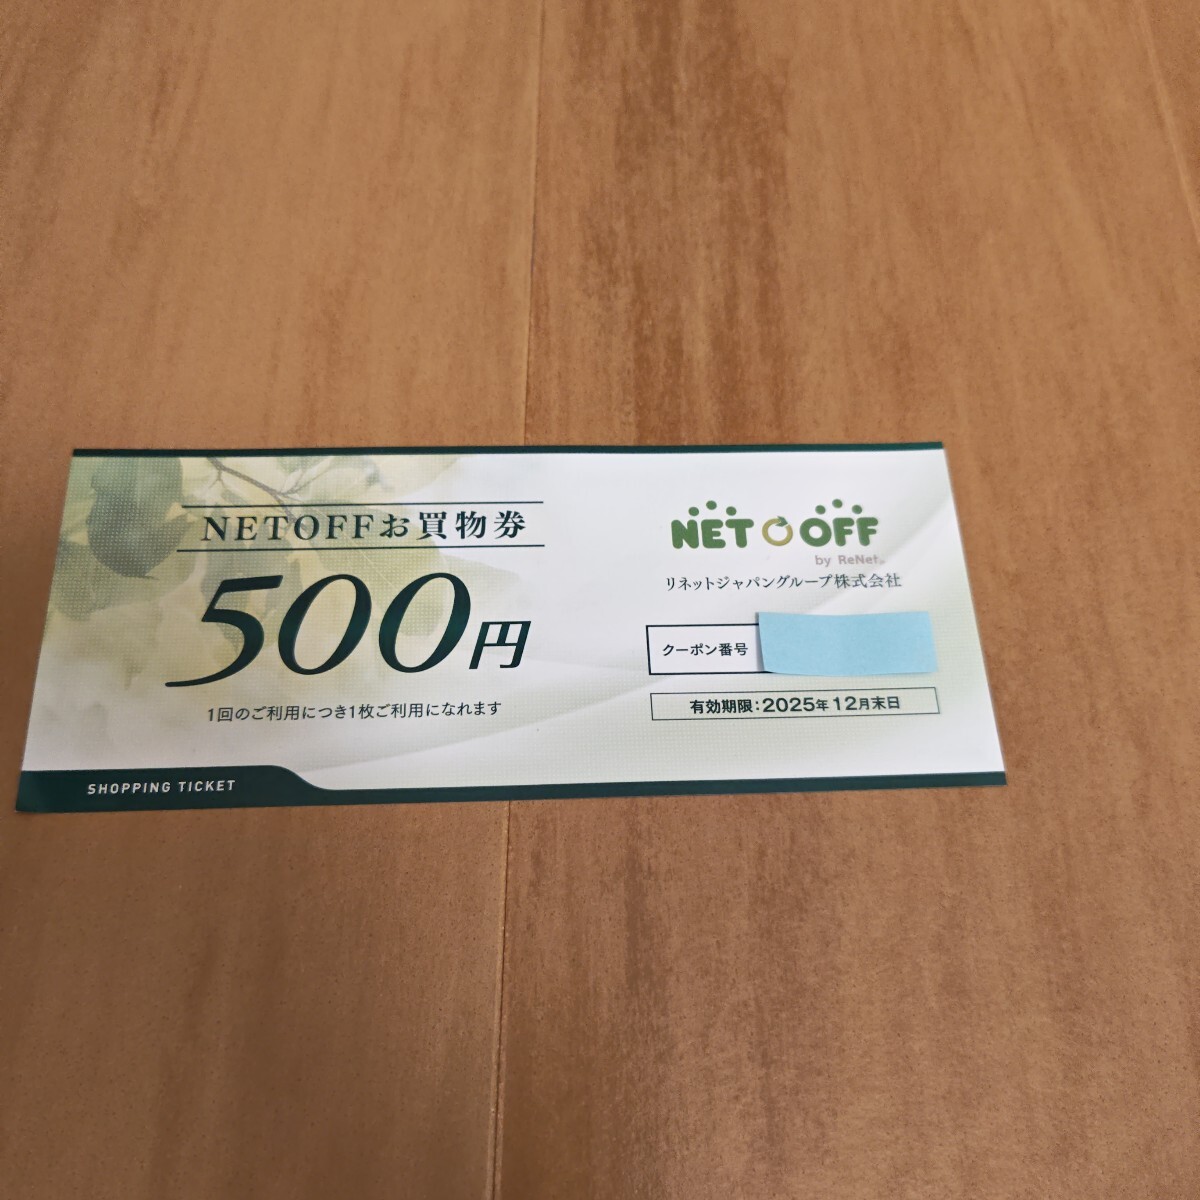 NETOFFお買物券
500円
1回のご利用につき1枚ご利用になれます
SHOPPING TICKET
NET OFF
by ReNet
リネットジャパングループ株式会社
クーポン番号
有効期限:2025年12月末日